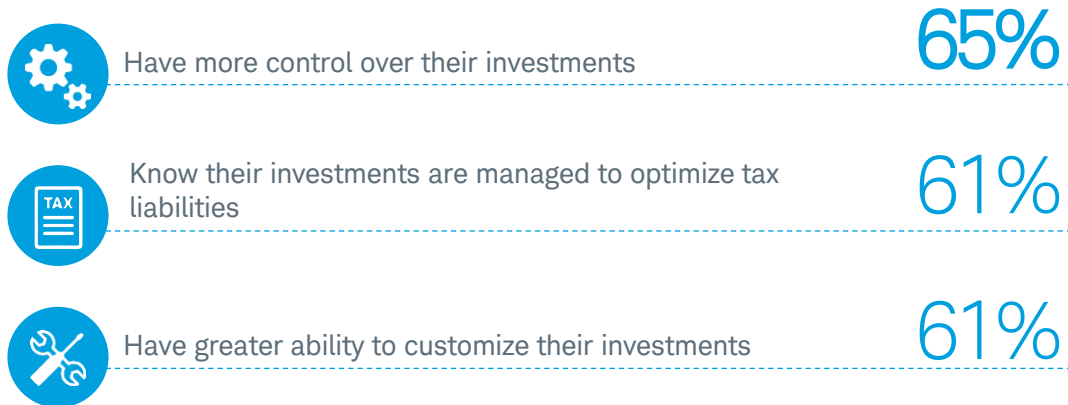 Have more control over their investments
65%
TAX
Know their investments are managed to optimize tax
liabilities
61%
Have greater ability to customize their investments
61%